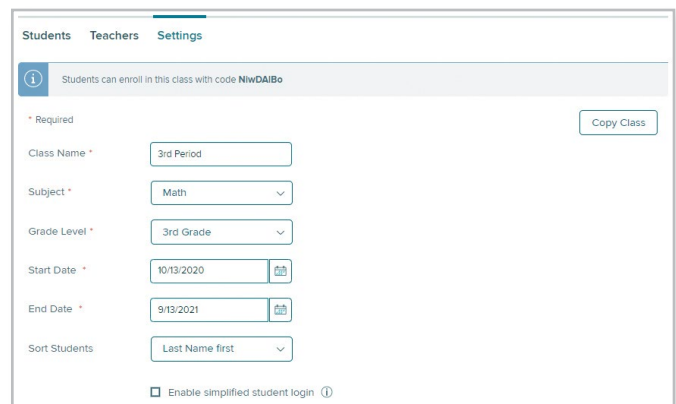 Students Teachers Settings
Students can enroll in this class with code NiwDAlBo
* Required
Copy Class
Class Name *
3rd Period
Subject *
Math
Grade Level *
3rd Grade
Start Date *
10/13/2020
End Date *
9/13/2021
Sort Students
Last Name first
Enable simplified student login